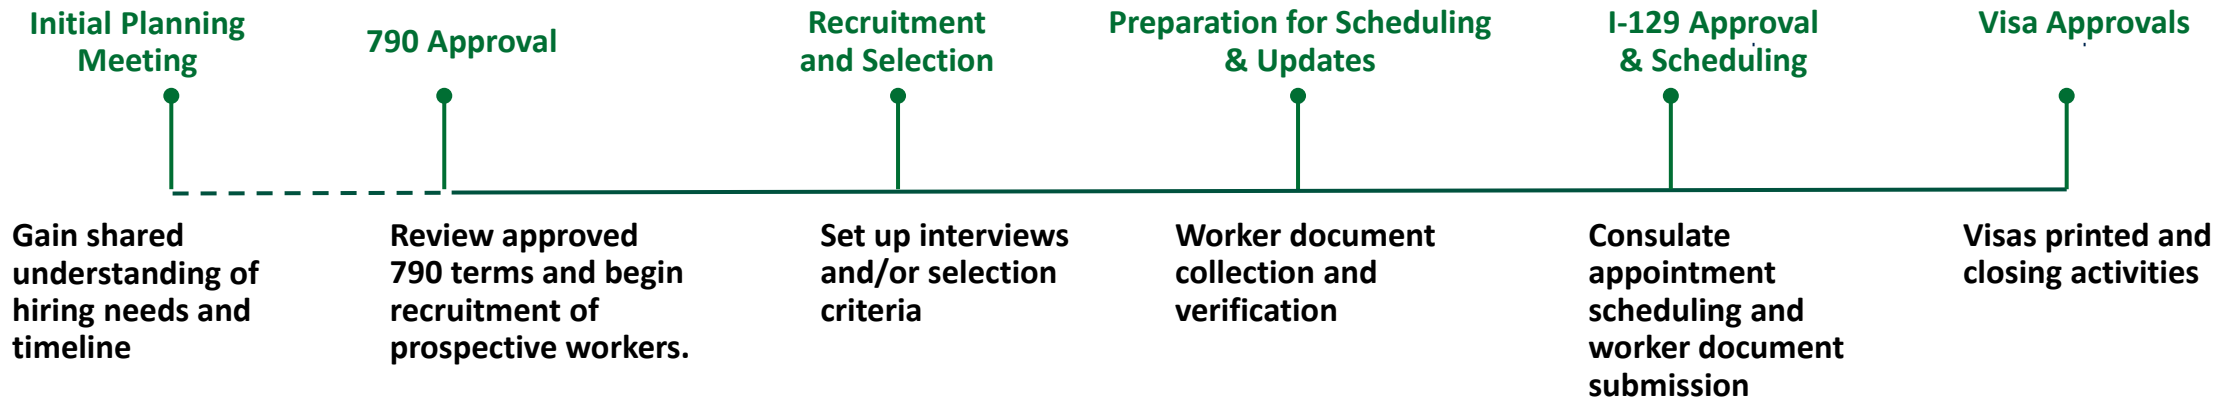 Initial Planning
Meeting
790 Approval
Recruitment
and Selection
Preparation for Scheduling
& Updates
I-129 Approval
& Scheduling
Visa Approvals
Gain shared
understanding of
hiring needs and
timeline
Review approved
790 terms and begin
recruitment of
prospective workers.
Set up interviews
and/or selection
criteria
Worker document
collection and
verification
Consulate
appointment
scheduling and
worker document
submission
Visas printed and
closing activities